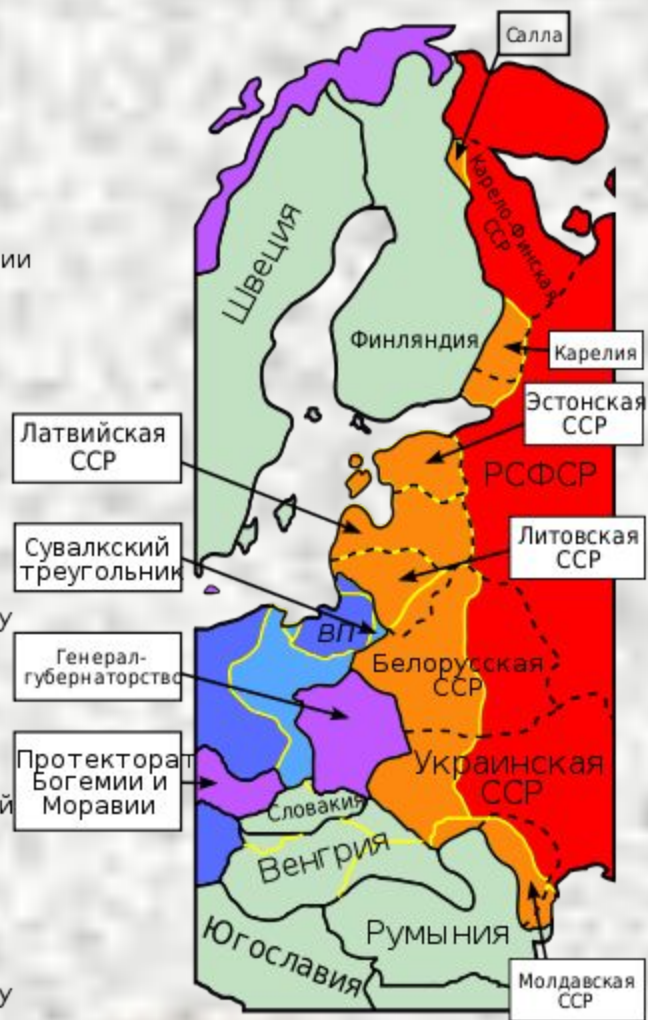 Салла
Карело-Финская
ССР
ии
Швеция
Финляндия
Карелия
Эстонская
ССР
Латвийская
ССР
РСФСР
Литовская
ССР
Сувалкский
треугольник
у
ВП
Генерал-
губернаторство
Белорусская
ССР
Протекторат
Богемии и
Моравии
й
Украинская
ССР
Словакия
Венгрия
Румыния
Югославия
Молдавская
ССР
у